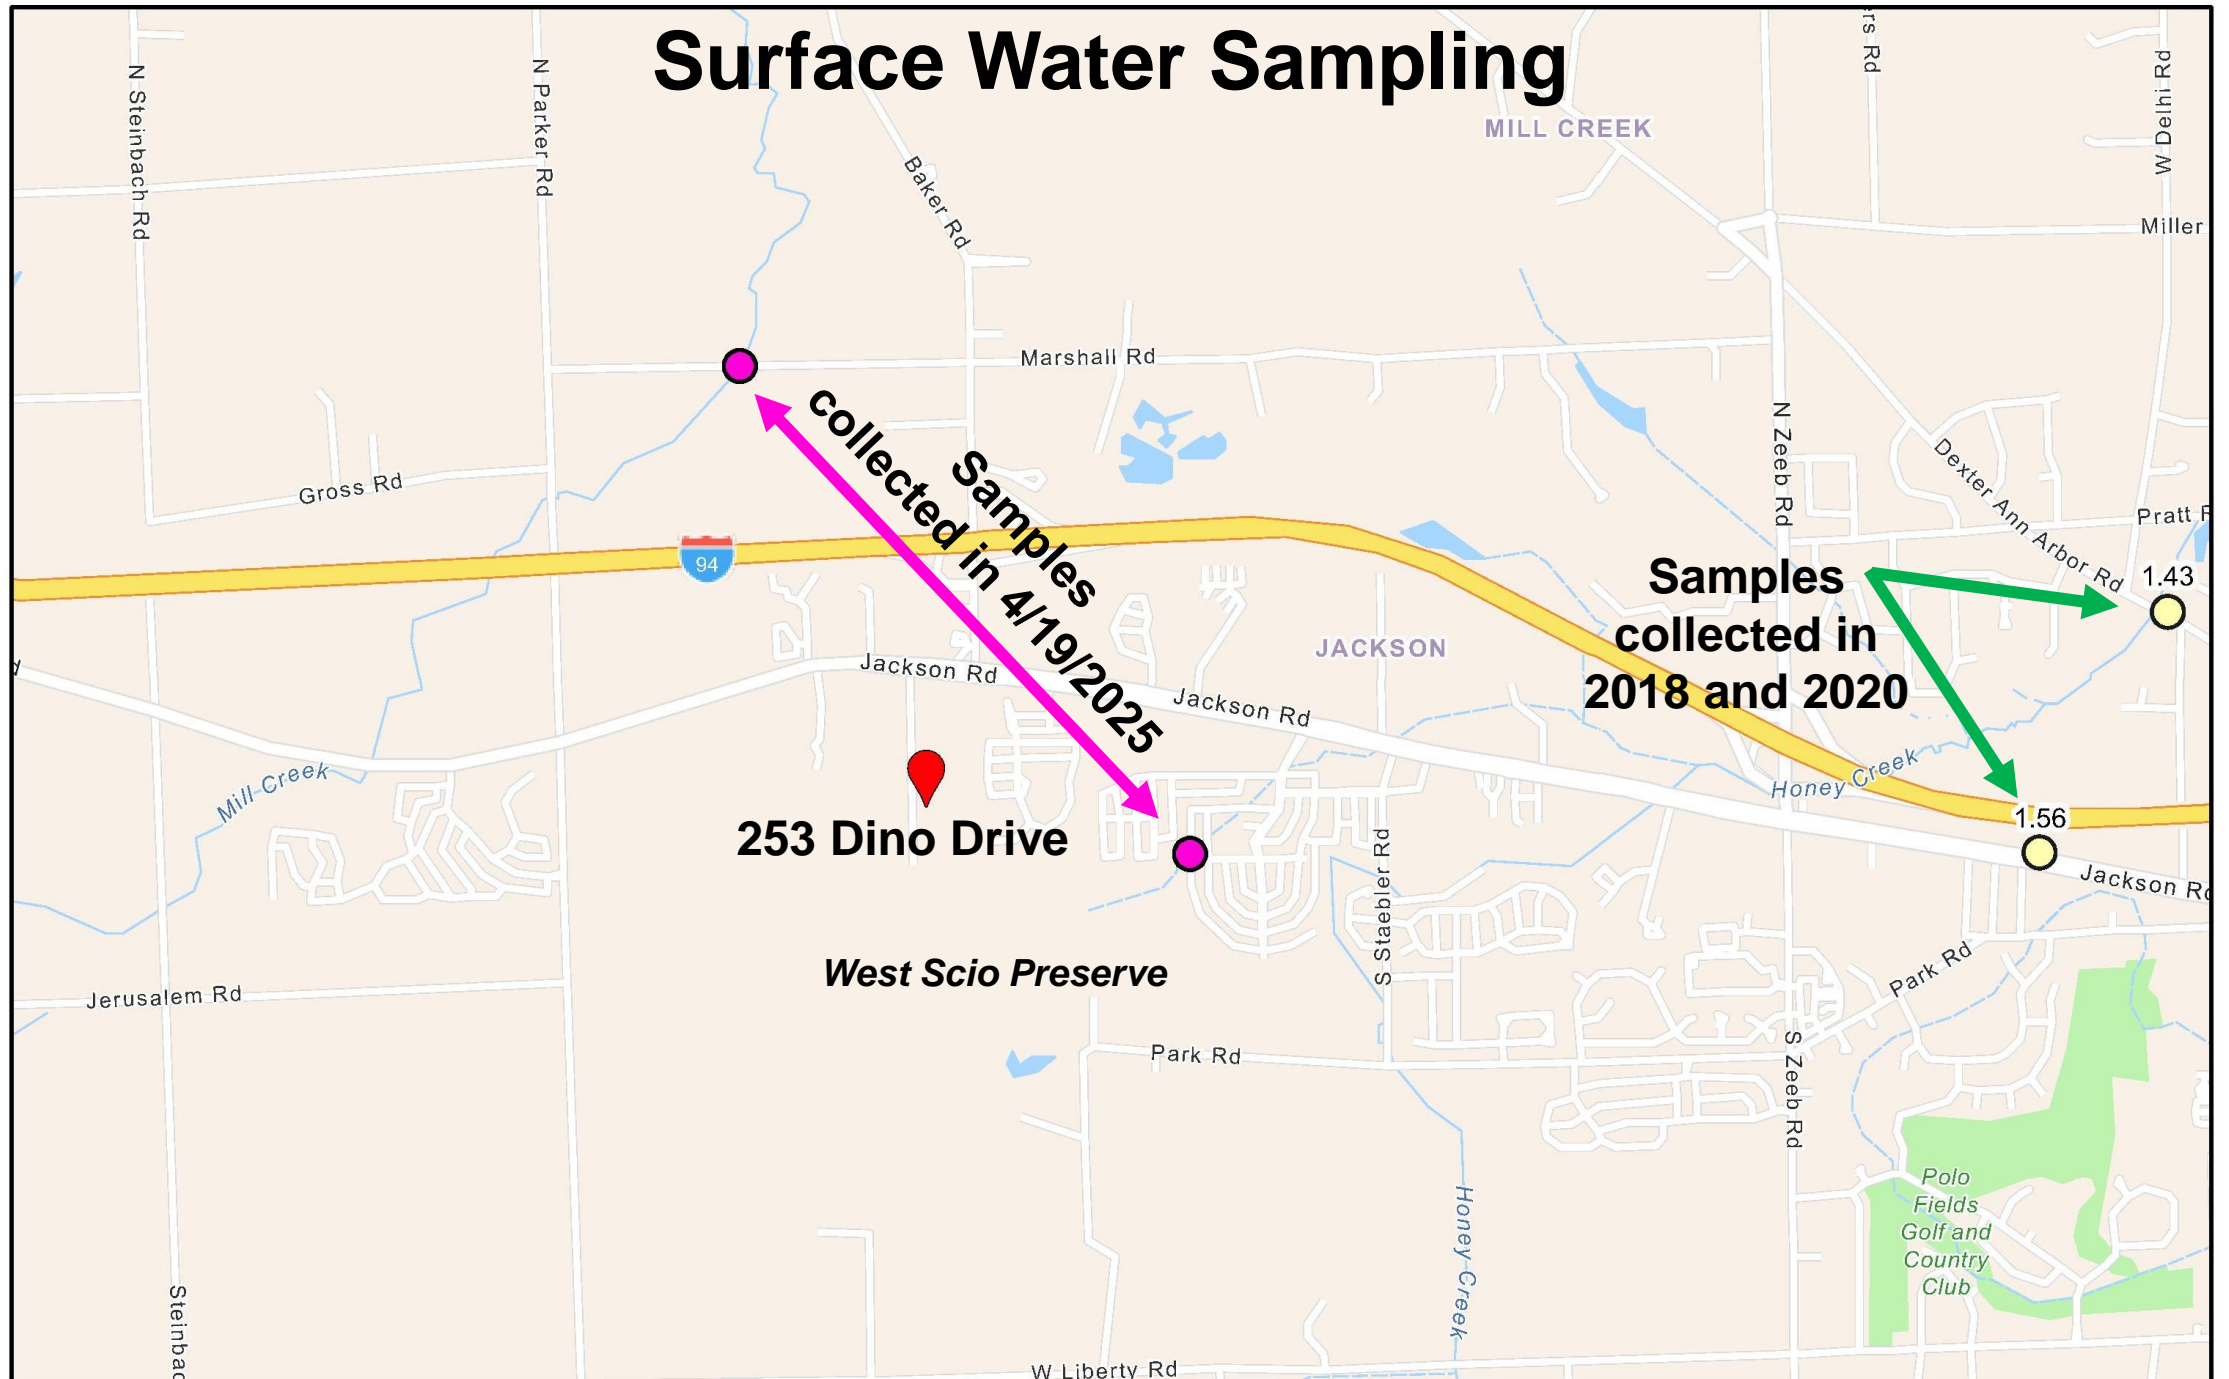 Surface Water Sampling
ers Rd
N Steinbach Rd
N Parker Rd
W Delhi Rd
MILL CREEK
Baker Rd
Miller
Marshall Rd
collected in 4/19/2025
Samples
N Zeeb Rd
Dexter Ann Arbor Rd
Gross Rd
Pratt R
94
1.43
Samples
collected in
2018 and 2020
JACKSON
Jackson Rd
Jackson Rd
Mill Creek
Honey Creek
253 Dino Drive
1.56
Jackson Rd
S Staebler Rd
West Scio Preserve
Park Rd
Jerusalem Rd
Park Rd
S Zeeb Rd
Polo
Fields
Golf and
Country
Club
Honey Creek
Steinbac
W Liberty Rd